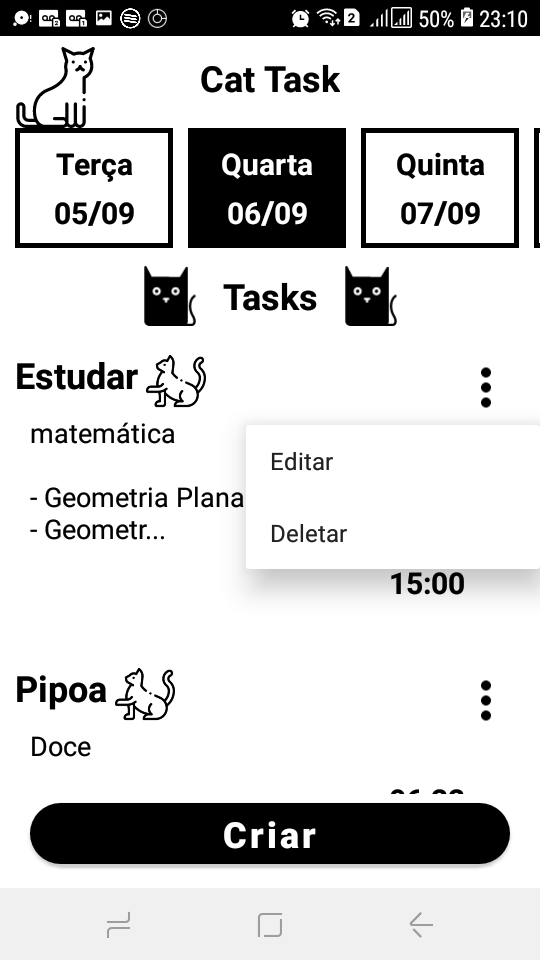 2 50% 23:10
Cat Task
Terça
05/09
Quarta
06/09
Quinta
07/09
Tasks
Estudar
matemática
- Geometria Plana
- Geometr...
Editar
Deletar
15:00
Pipoa
Doce
Criar